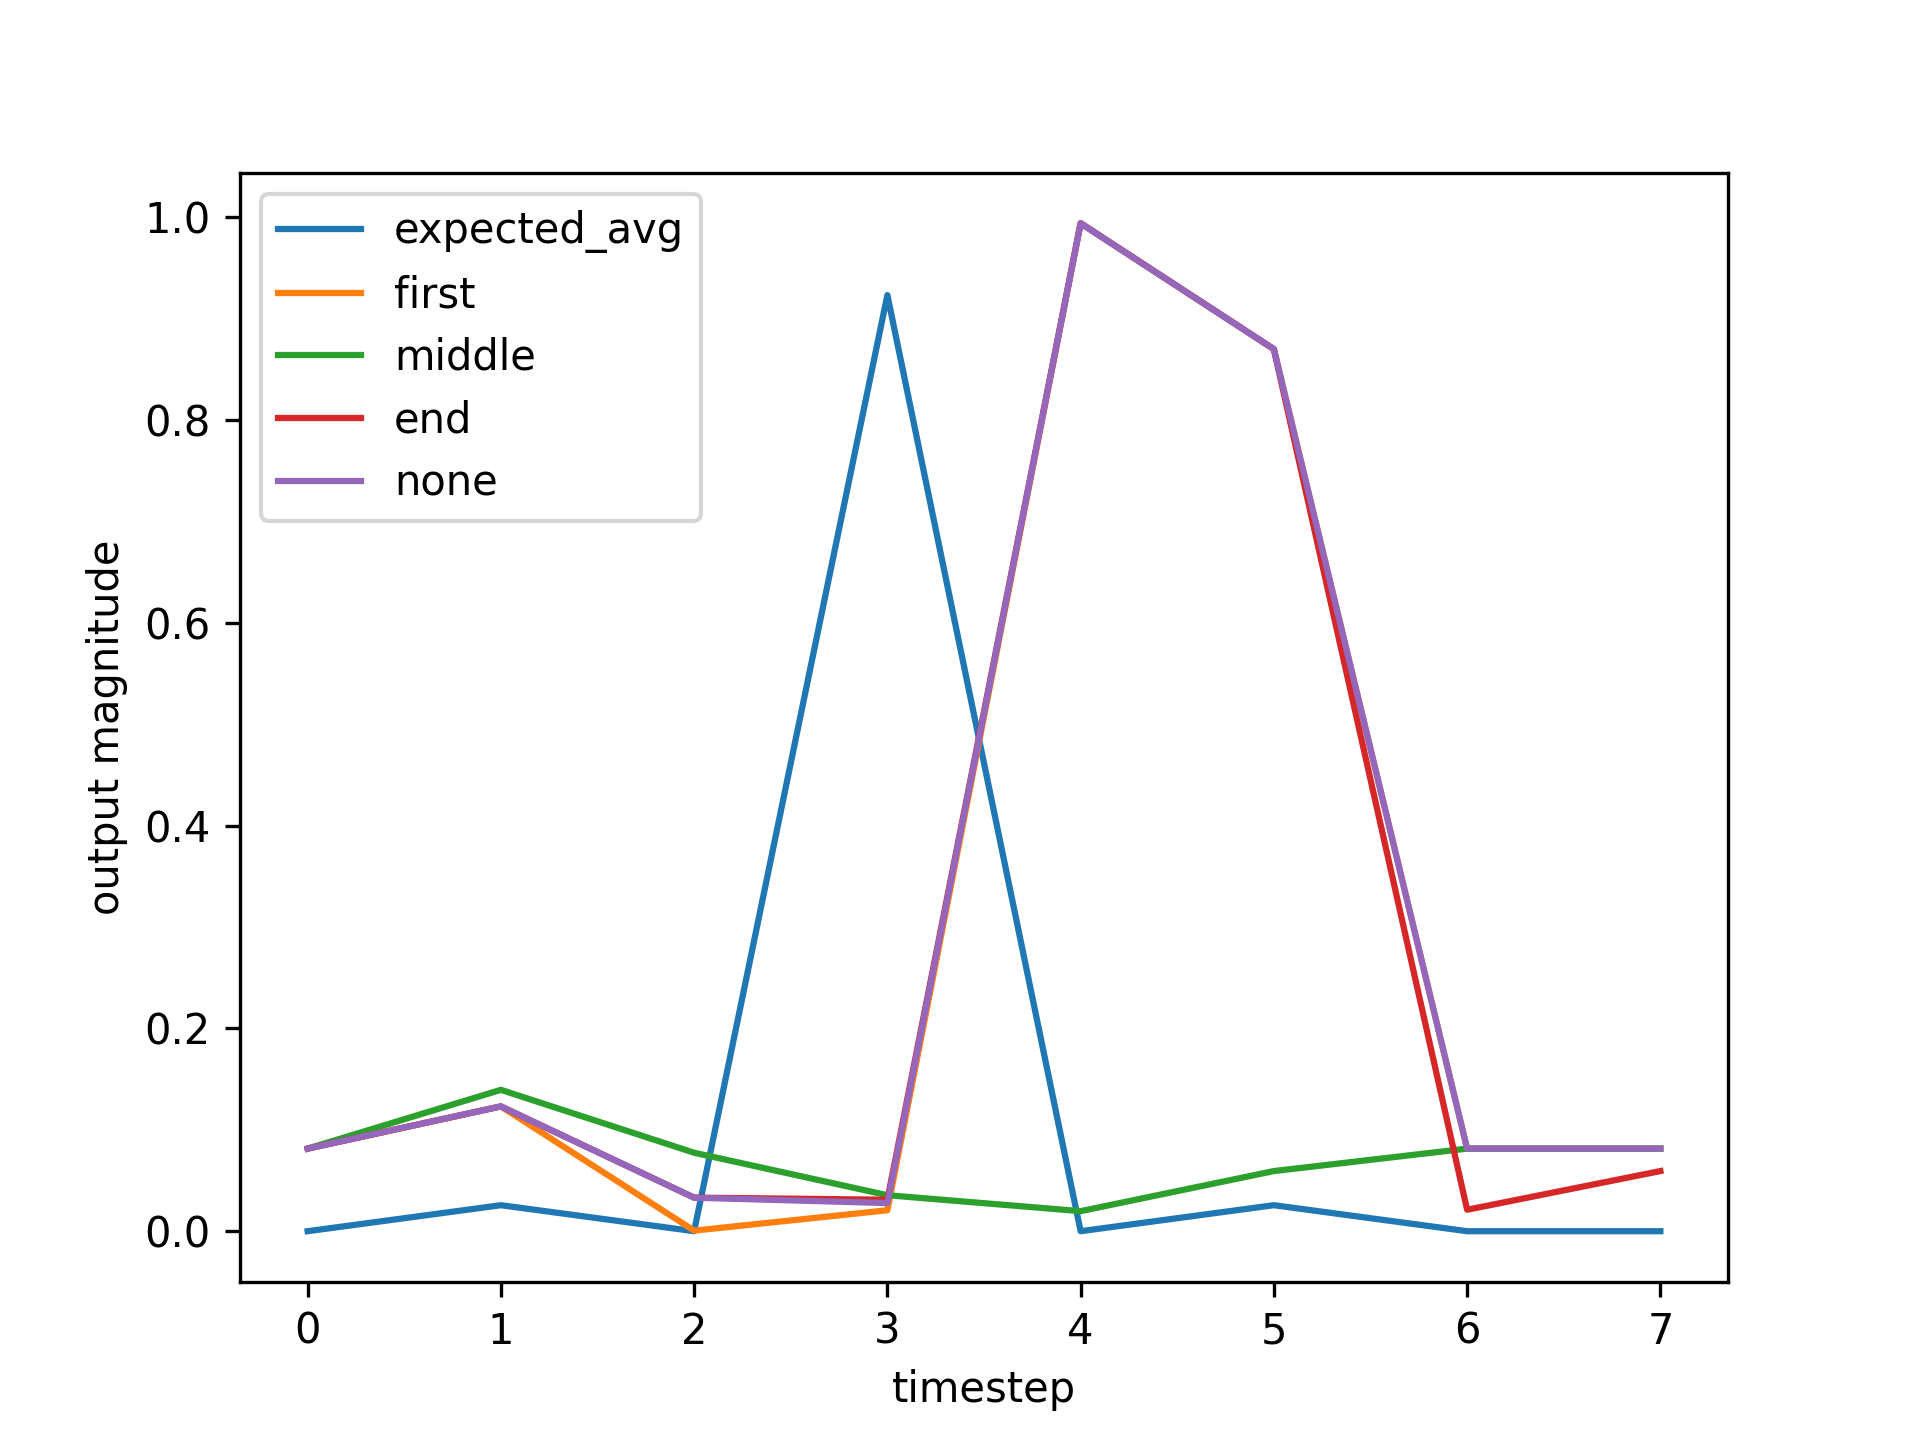 expected_avg
first
middle
end
none
output magnitude
1.0
0.8
0.6
0.4
0.2
0.0
0 1 2 3 4 5 6 7
timestep